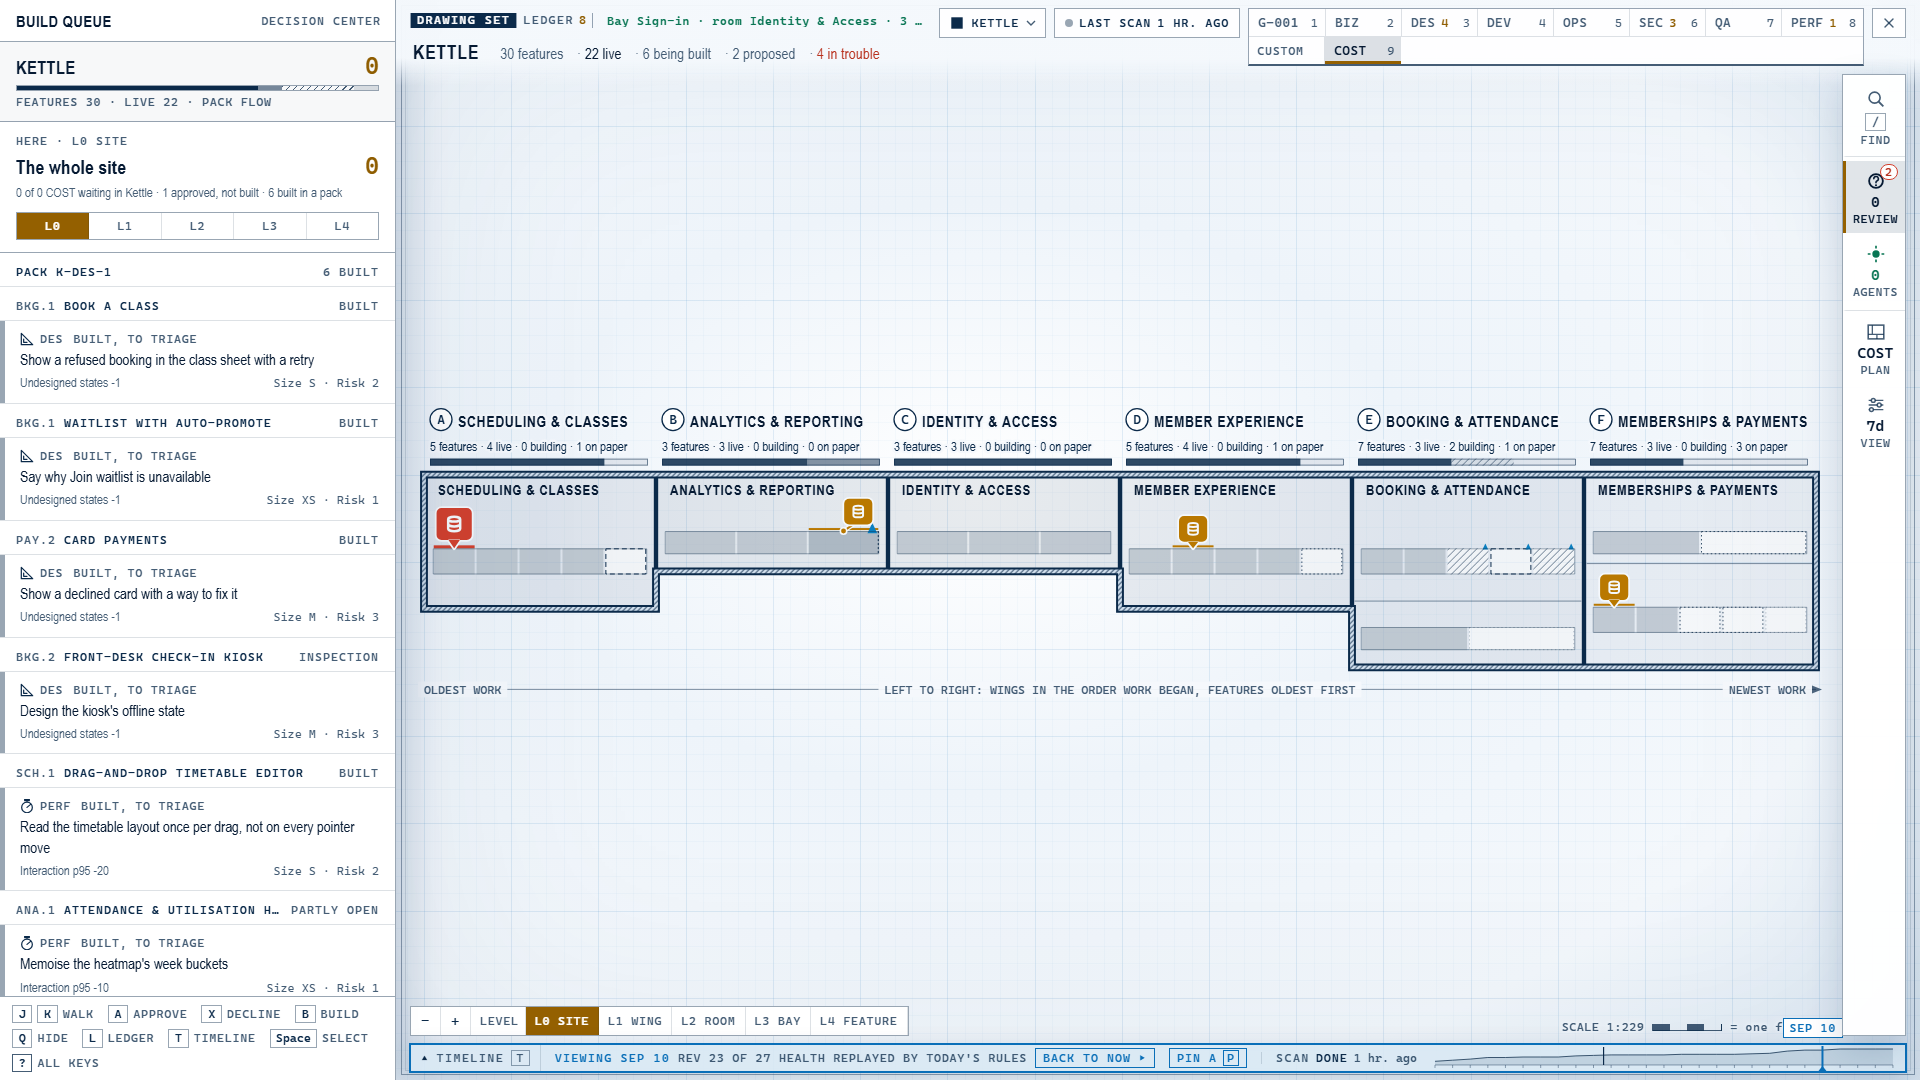 BUILD QUEUE
DECISION CENTER
KETTLE 0
FEATURES 30 · LIVE 22 · PACK FLOW
HERE · L0 SITE
The whole site 0
0 of 0 COST waiting in Kettle · 1 approved, not built · 6 built in a pack
L0 L1 L2 L3 L4
PACK K-DES-1 6 BUILT
BKG.1 BOOK A CLASS BUILT
DES BUILT, TO TRIAGE
Show a refused booking in the class sheet with a retry
Undesigned states -1 Size S · Risk 2
BKG.1 WAITLIST WITH AUTO-PROMOTE BUILT
DES BUILT, TO TRIAGE
Say why Join waitlist is unavailable
Undesigned states -1 Size XS · Risk 1
PAY.2 CARD PAYMENTS BUILT
DES BUILT, TO TRIAGE
Show a declined card with a way to fix it
Undesigned states -1 Size M · Risk 3
BKG.2 FRONT-DESK CHECK-IN KIOSK INSPECTION
DES BUILT, TO TRIAGE
Design the kiosk's offline state
Undesigned states -1 Size M · Risk 3
SCH.1 DRAG-AND-DROP TIMETABLE EDITOR BUILT
PERF BUILT, TO TRIAGE
Read the timetable layout once per drag, not on every pointer
move
Interaction p95 -20 Size S · Risk 2
ANA.1 ATTENDANCE & UTILISATION H… PARTLY OPEN
PERF BUILT, TO TRIAGE
Memoise the heatmap's week buckets
Interaction p95 -10 Size XS · Risk 1
J K WALK A APPROVE X DECLINE B BUILD
Q HIDE L LEDGER T TIMELINE Space SELECT
? ALL KEYS
DRAWING SET LEDGER 8 Bay Sign-in · room Identity & Access · 3 …
KETTLE
LAST SCAN 1 HR. AGO
G-001 1 BIZ 2 DES 4 3 DEV 4 OPS 5 SEC 3 6 QA 7 PERF 1 8
CUSTOM COST 9
KETTLE 30 features · 22 live · 6 being built · 2 proposed · 4 in trouble
/
FIND
2
0
REVIEW
0
AGENTS
COST
PLAN
7d
VIEW
A SCHEDULING & CLASSES
5 features · 4 live · 0 building · 1 on paper
B ANALYTICS & REPORTING
3 features · 3 live · 0 building · 0 on paper
C IDENTITY & ACCESS
3 features · 3 live · 0 building · 0 on paper
D MEMBER EXPERIENCE
5 features · 4 live · 0 building · 1 on paper
E BOOKING & ATTENDANCE
7 features · 3 live · 2 building · 1 on paper
F MEMBERSHIPS & PAYMENTS
7 features · 3 live · 0 building · 3 on paper
SCHEDULING & CLASSES
ANALYTICS & REPORTING
IDENTITY & ACCESS
MEMBER EXPERIENCE
BOOKING & ATTENDANCE
MEMBERSHIPS & PAYMENTS
OLDEST WORK
LEFT TO RIGHT: WINGS IN THE ORDER WORK BEGAN, FEATURES OLDEST FIRST
NEWEST WORK
− + LEVEL L0 SITE L1 WING L2 ROOM L3 BAY L4 FEATURE
SCALE 1:229 = one f
SEP 10
TIMELINE T VIEWING SEP 10 REV 23 OF 27 HEALTH REPLAYED BY TODAY'S RULES BACK TO NOW PIN A P SCAN DONE 1 hr. ago